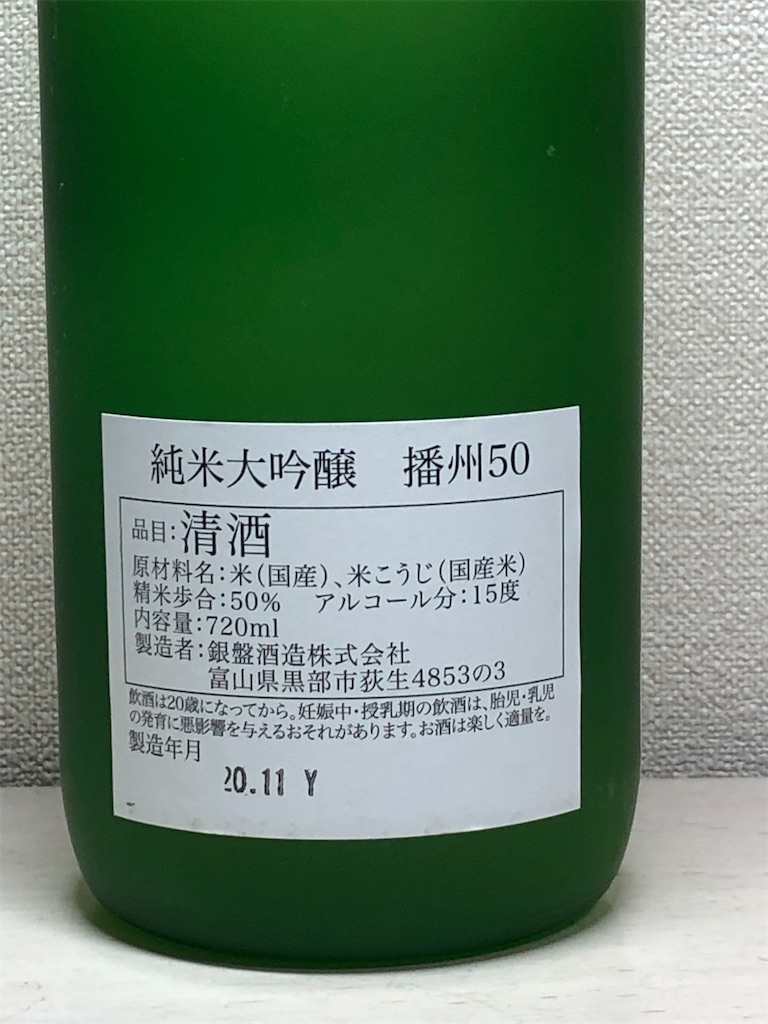 純米大吟醸　播州50
品目:清酒
原材料名:米(国産)、米こうじ(国産米)
精米歩合:50%　アルコール分:15度
内容量:720ml
製造者:銀盤酒造株式会社
富山県黒部市荻生4853の3
飲酒は20歳になってから。妊娠中・授乳期の飲酒は、胎児・乳児
の発育に悪影響を与えるおそれがあります。お酒は楽しく適量を。
製造年月
20.11 Y